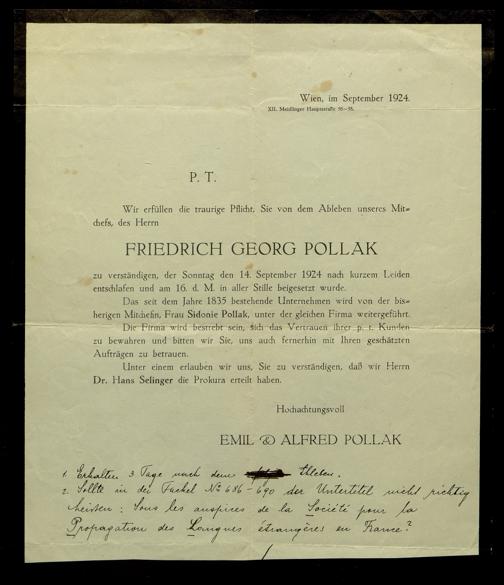 Wien, im September 1924.
XII. Meidlinger Hauptstraße
P. T.
Wir erfüllen die traurige Pflicht, Sie von dem Ableben unseres Mit=
chefs, des Herrn
FRIEDRICH GEORG POLLAK
zu verständigen, der Sonntag den 14. September 1924 nach kurzem Leiden
entschlafen und am 16. d. M. in aller Stille beigesetzt wurde.
Das seit dem Jahre 1835 bestehende Unternehmen wird von der bis=
herigen Mitchefin, Frau Sidonie Pollak, unter der gleichen Firma weitergeführt.
Die Firma wird bestrebt sein, sich das Vertrauen ihrer p. t. Kunden
zu bewahren und bitten wir Sie, uns auch fernerhin mit Ihren geschätzten
Aufträgen zu betrauen.
Unter einem erlauben wir uns, Sie zu verständigen, daß wir Herrn
Dr. Hans Selinger die Prokura erteilt haben.
Hochachtungsvoll
EMIL & ALFRED POLLAK
1. Erhalten 3 Tage nach dem Ableben.
2. Sollte in der Fackel No 686-690 der Untertitel nicht richtig
heissen: Sous les auspices de la Société pour la
Propagation des Langues étrangères en France?